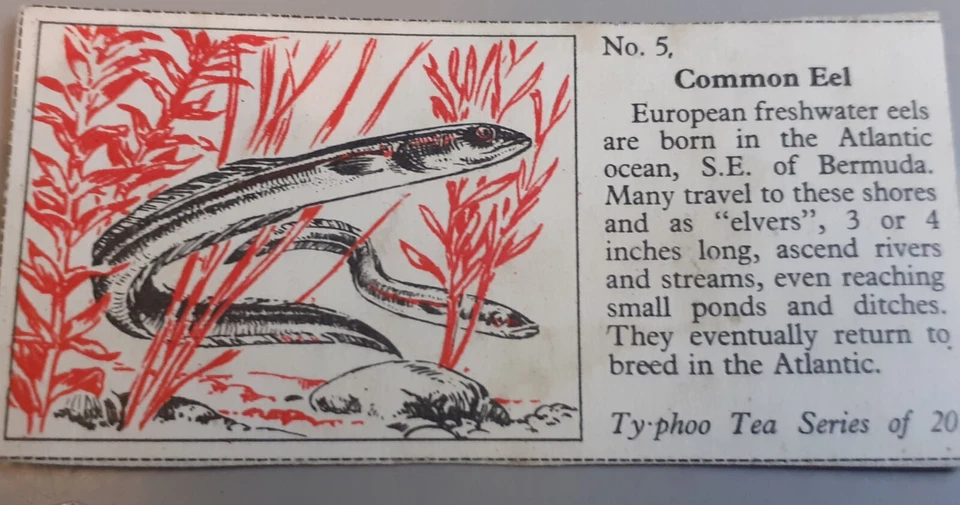 No. 5,
Common Eel
European freshwater eels
are born in the Atlantic
ocean, S.E. of Bermuda.
Many travel to these shores
and as “elvers”, 3 or 4
inches long, ascend rivers
and streams, even reaching
small ponds and ditches.
They eventually return to
breed in the Atlantic.
Ty·phoo Tea Series of 20